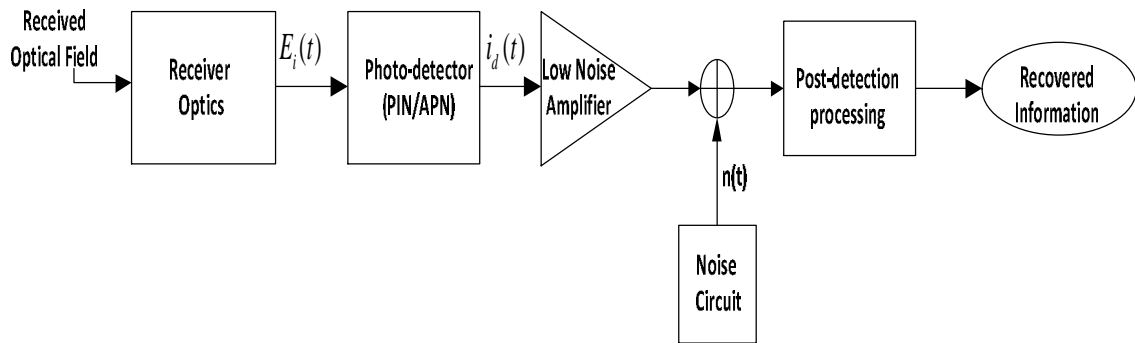 Received
Optical Field
Receiver
Optics
E_i(t)
Photo-detector
(PIN/APN)
i_d(t)
Low Noise
Amplifier
n(t)
Noise
Circuit
Post-detection
processing
Recovered
Information